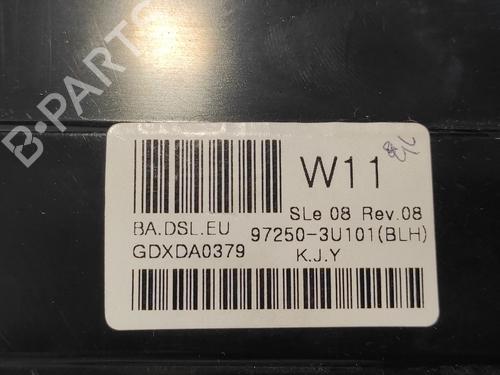 B-PARTS
W11
SLe 08 Rev.08
BA.DSL.EU
97250-3U101(BLH)
GDXDA0379
K.J.Y